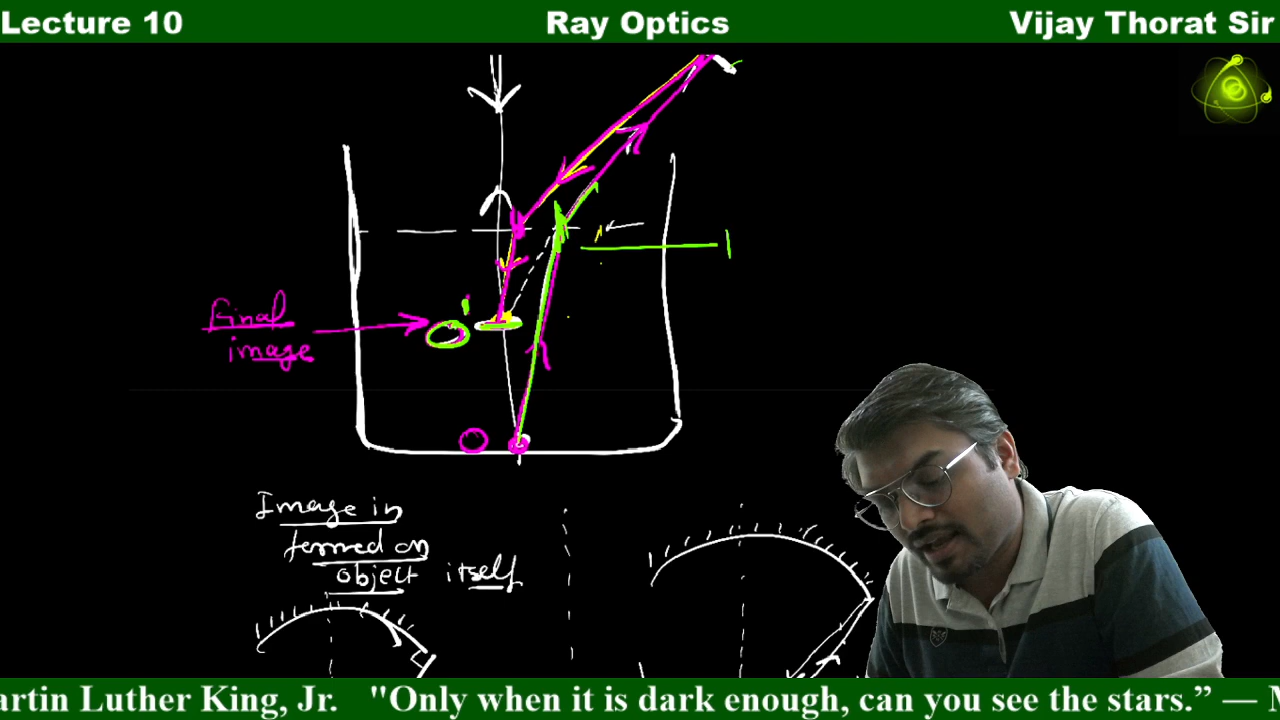 Lecture 10
Ray Optics
Vijay Thorat Sir
Final
image
O'
O
Image in
formed on
object itself
artin Luther King, Jr. "Only when it is dark enough, can you see the stars.” —